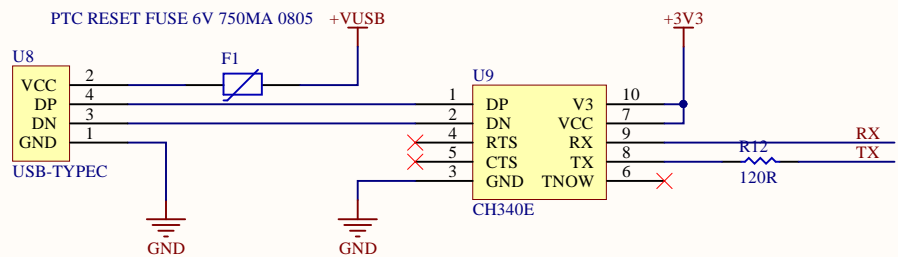 PTC RESET FUSE 6V 750MA 0805
+VUSB
+3V3
U8
F1
U9
VCC 2
DP 4
DN 3
GND 1
USB-TYPEC
1 DP V3 10
2 DN VCC 7
4 RTS RX 9
5 CTS TX 8
3 GND TNOW 6
CH340E
RX
R12
TX
120R
GND
GND